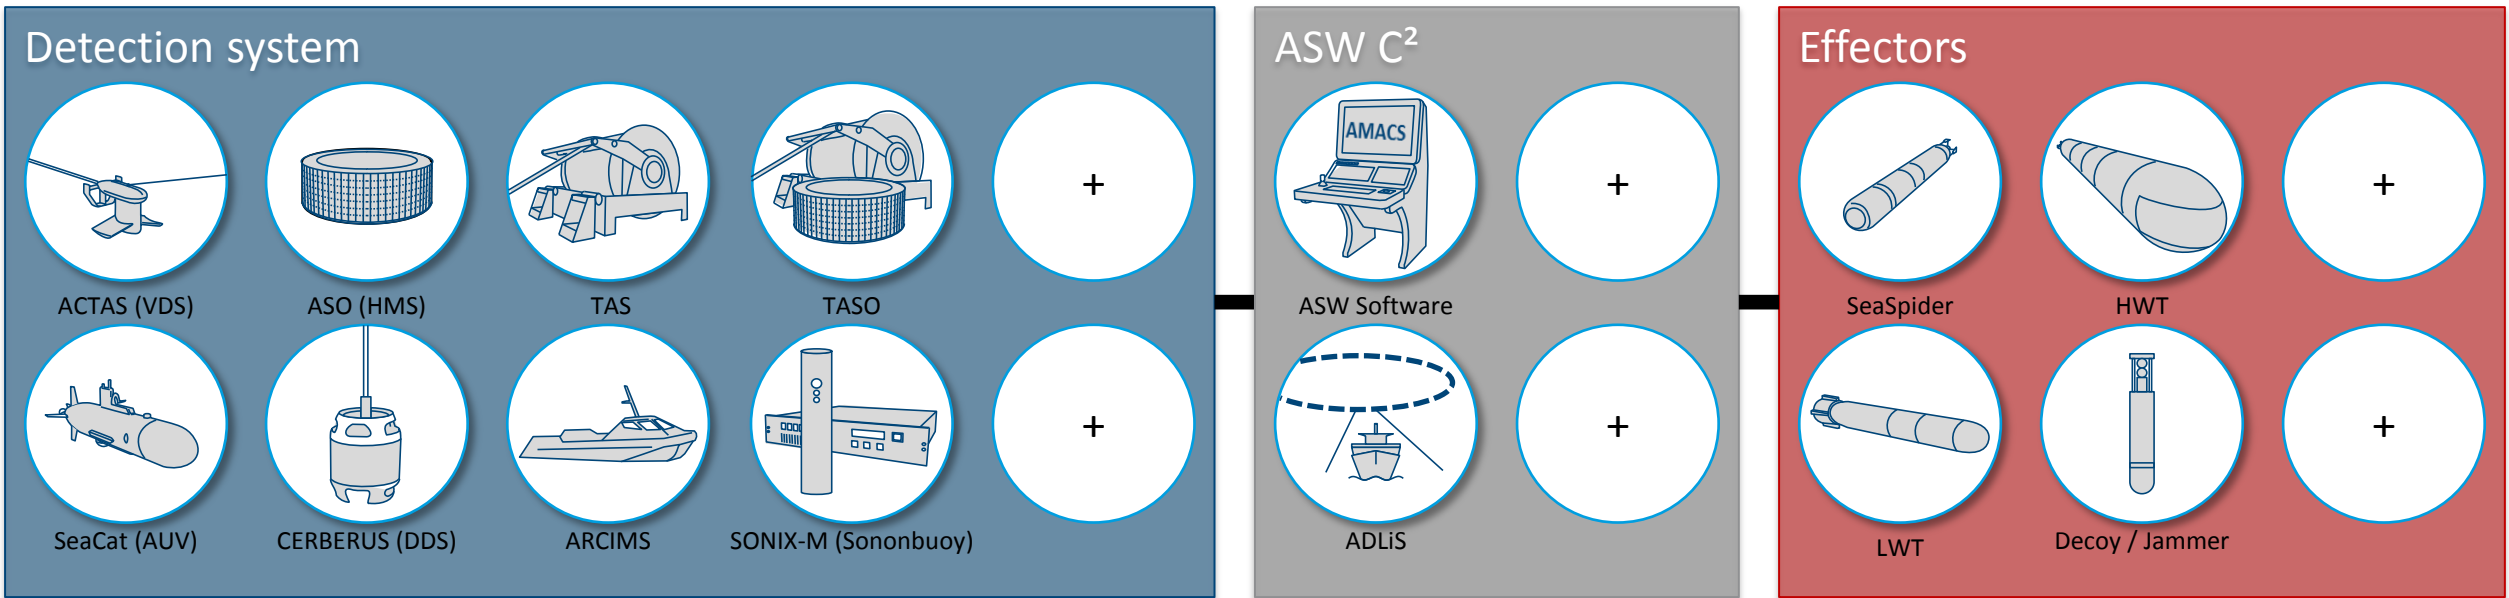 Detection system
ACTAS (VDS)
ASO (HMS)
TAS
TASO
+
SeaCat (AUV)
CERBERUS (DDS)
ARCIMS
SONIX-M (Sononbuoy)
+
ASW C²
AMACS
ASW Software
+
ADLiS
+
Effectors
SeaSpider
HWT
+
LWT
Decoy / Jammer
+